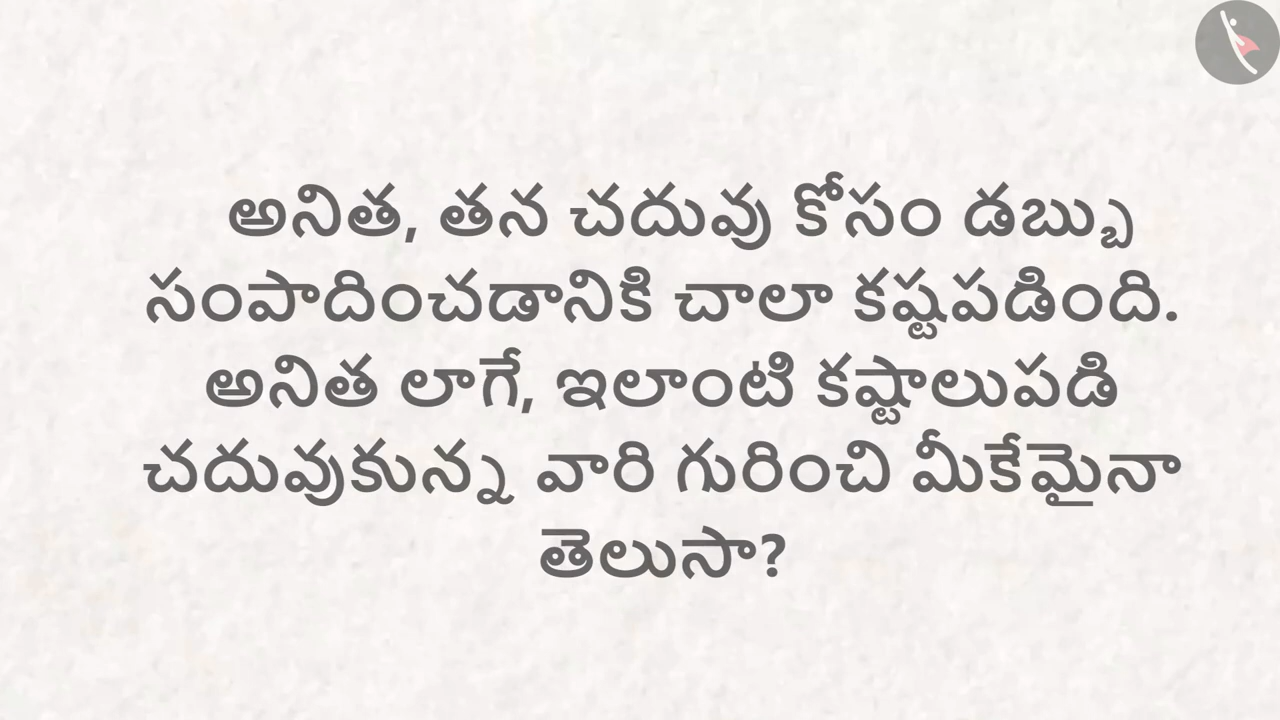 అనిత, తన చదువు కోసం డబ్బు
సంపాదించడానికి చాలా కష్టపడింది.
అనిత లాగే, ఇలాంటి కష్టాలుపడి
చదువుకున్న వారి గురించి మీకేమైనా
తెలుసా?